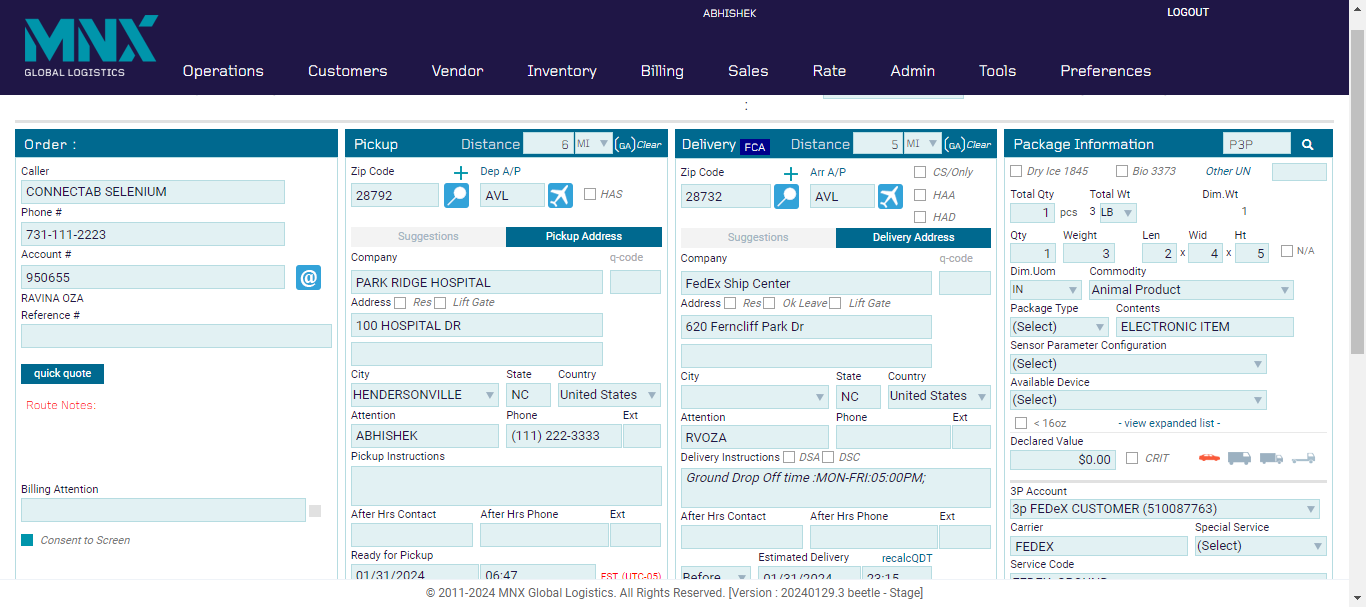 ABHISHEK
LOGOUT
MNX
GLOBAL LOGISTICS
Operations Customers Vendor Inventory Billing Sales Rate Admin Tools Preferences
:
Order :
Caller
CONNECTAB SELENIUM
Phone #
731-111-2223
Account #
950655
@
RAVINA OZA
Reference #
quick quote
Route Notes:
Billing Attention
Consent to Screen
Pickup Distance 6 MI (GA) Clear
Zip Code Dep A/P
28792 AVL HAS
Suggestions Pickup Address
Company q-code
PARK RIDGE HOSPITAL
Address Res Lift Gate
100 HOSPITAL DR
City State Country
HENDERSONVILLE NC United States
Attention Phone Ext
ABHISHEK (111) 222-3333
Pickup Instructions
After Hrs Contact After Hrs Phone Ext
Ready for Pickup
01/31/2024 06:47 EST (UTC-05)
Delivery FCA Distance 5 MI (GA) Clear
Zip Code Arr A/P CS/Only
28732 AVL HAA
HAD
Suggestions Delivery Address
Company q-code
FedEx Ship Center
Address Res Ok Leave Lift Gate
620 Ferncliff Park Dr
City State Country
NC United States
Attention Phone Ext
RVOZA
Delivery Instructions DSA DSC
Ground Drop Off time :MON-FRI:05:00PM;
After Hrs Contact After Hrs Phone Ext
Estimated Delivery recalcQDT
Before 01/31/2024 23:15
Package Information P3P
Dry Ice 1845 Bio 3373 Other UN
Total Qty Total Wt Dim.Wt
1 pcs 3 LB 1
Qty Weight Len Wid Ht
1 3 2 x 4 x 5 N/A
Dim.Uom Commodity
IN Animal Product
Package Type Contents
(Select) ELECTRONIC ITEM
Sensor Parameter Configuration
(Select)
Available Device
(Select)
< 16oz - view expanded list -
Declared Value
$0.00 CRIT
3P Account
3p FEDeX CUSTOMER (510087763)
Carrier Special Service
FEDEX (Select)
Service Code
FEDEX GROUND
© 2011-2024 MNX Global Logistics. All Rights Reserved. [Version : 20240129.3 beetle - Stage]